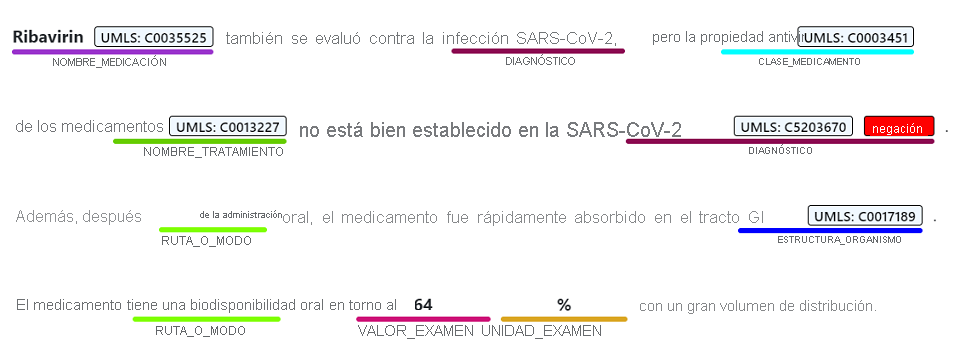 Ribavirin UMLS: C0035525 también se evaluó contra la infección SARS-CoV-2, pero la propiedad UMLS: C0003451
NOMBRE_MEDICACIÓN DIAGNÓSTICO CLASE_MEDICAMENTO
de los medicamentos UMLS: C0013227 no está bien establecido en la SARS-CoV-2 UMLS: C5203670 negación .
NOMBRE_TRATAMIENTO DIAGNÓSTICO
Además, después de la administración oral, el medicamento fue rápidamente absorbido en el tracto GI UMLS: C0017189 .
RUTA_O_MODO ESTRUCTURA_ORGANISMO
El medicamento tiene una biodisponibilidad oral en torno al 64 % con un gran volumen de distribución.
RUTA_O_MODO VALOR_EXAMEN UNIDAD_EXAMEN